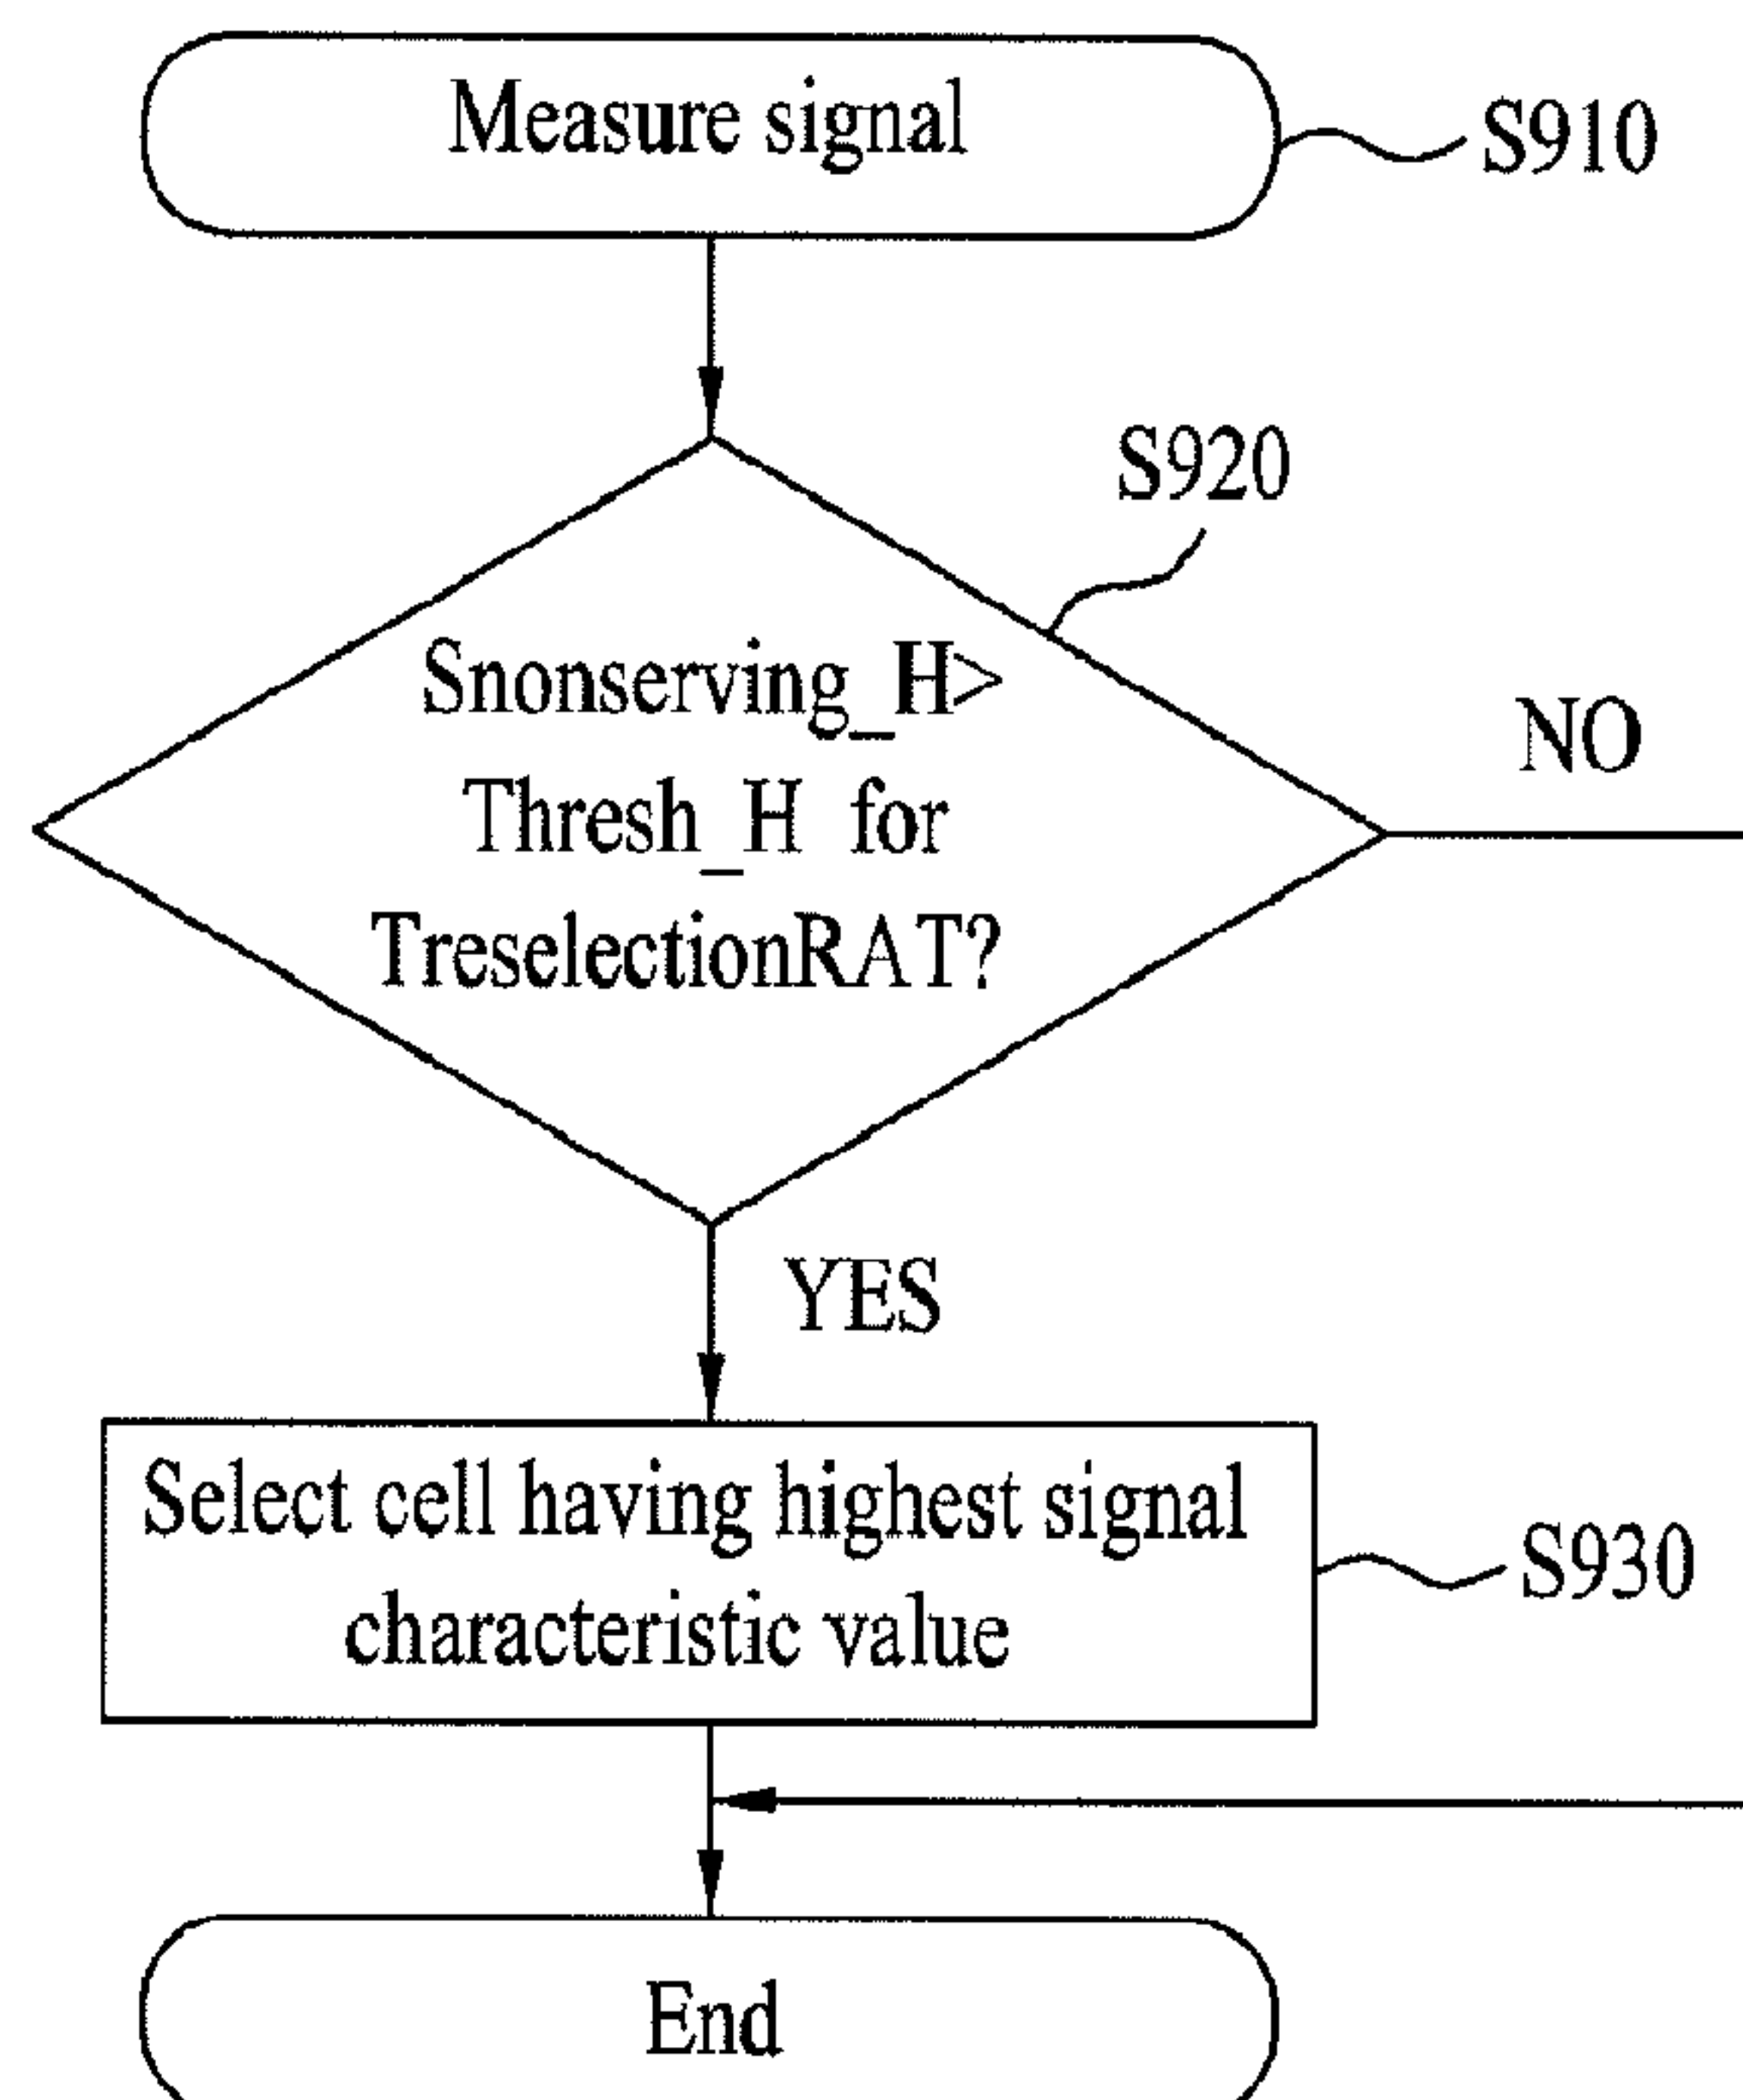 Measure signal
S910
S920
Snonserving_H>
Thresh_H for
TreselectionRAT?
NO
YES
Select cell having highest signal
characteristic value
S930
End